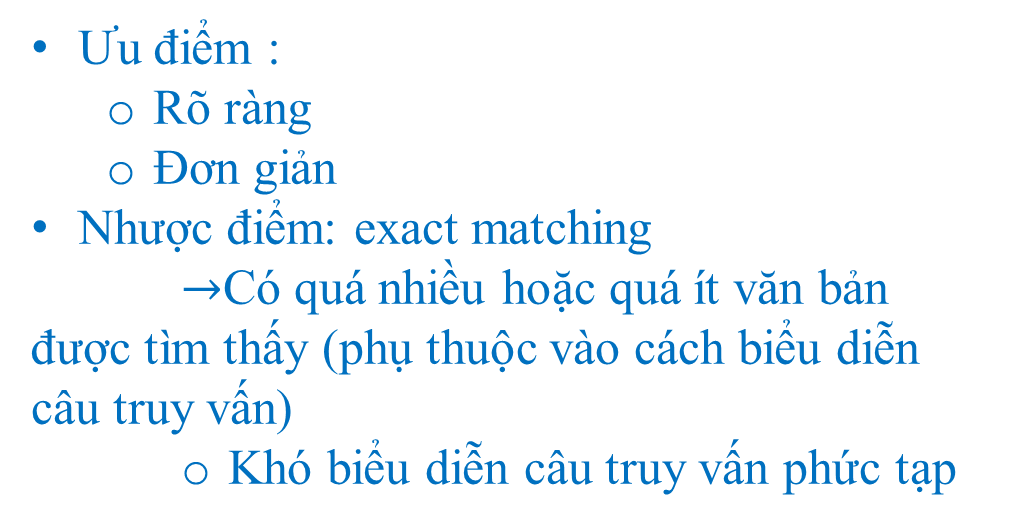 • Ưu điểm :
o Rõ ràng
o Đơn giản
• Nhược điểm: exact matching
→Có quá nhiều hoặc quá ít văn bản
được tìm thấy (phụ thuộc vào cách biểu diễn
câu truy vấn)
o Khó biểu diễn câu truy vấn phức tạp